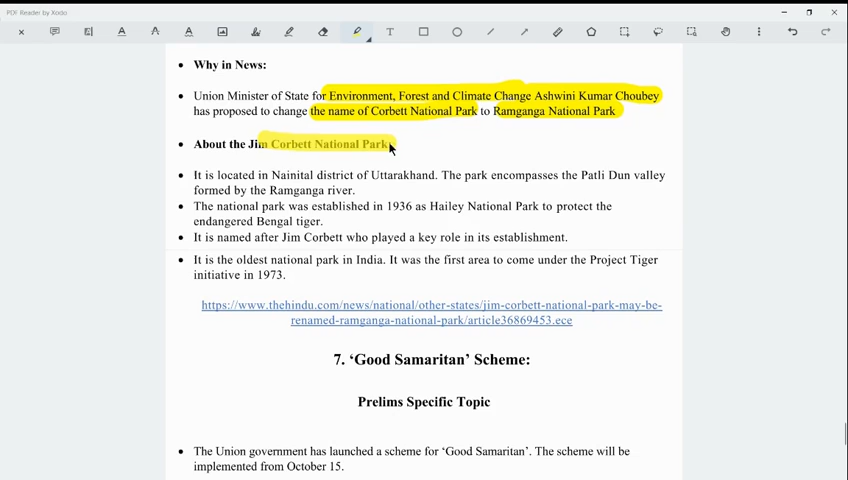 PDF Reader by Xodo
Why in News:
Union Minister of State for Environment, Forest and Climate Change Ashwini Kumar Choubey
has proposed to change the name of Corbett National Park to Ramganga National Park
About the Jim Corbett National Park
It is located in Nainital district of Uttarakhand. The park encompasses the Patli Dun valley
formed by the Ramganga river.
The national park was established in 1936 as Hailey National Park to protect the
endangered Bengal tiger.
It is named after Jim Corbett who played a key role in its establishment.
It is the oldest national park in India. It was the first area to come under the Project Tiger
initiative in 1973.
https://www.thehindu.com/news/national/other-states/jim-corbett-national-park-may-be-
renamed-ramganga-national-park/article36869453.ece
7. ‘Good Samaritan’ Scheme:
Prelims Specific Topic
The Union government has launched a scheme for ‘Good Samaritan’. The scheme will be
implemented from October 15.